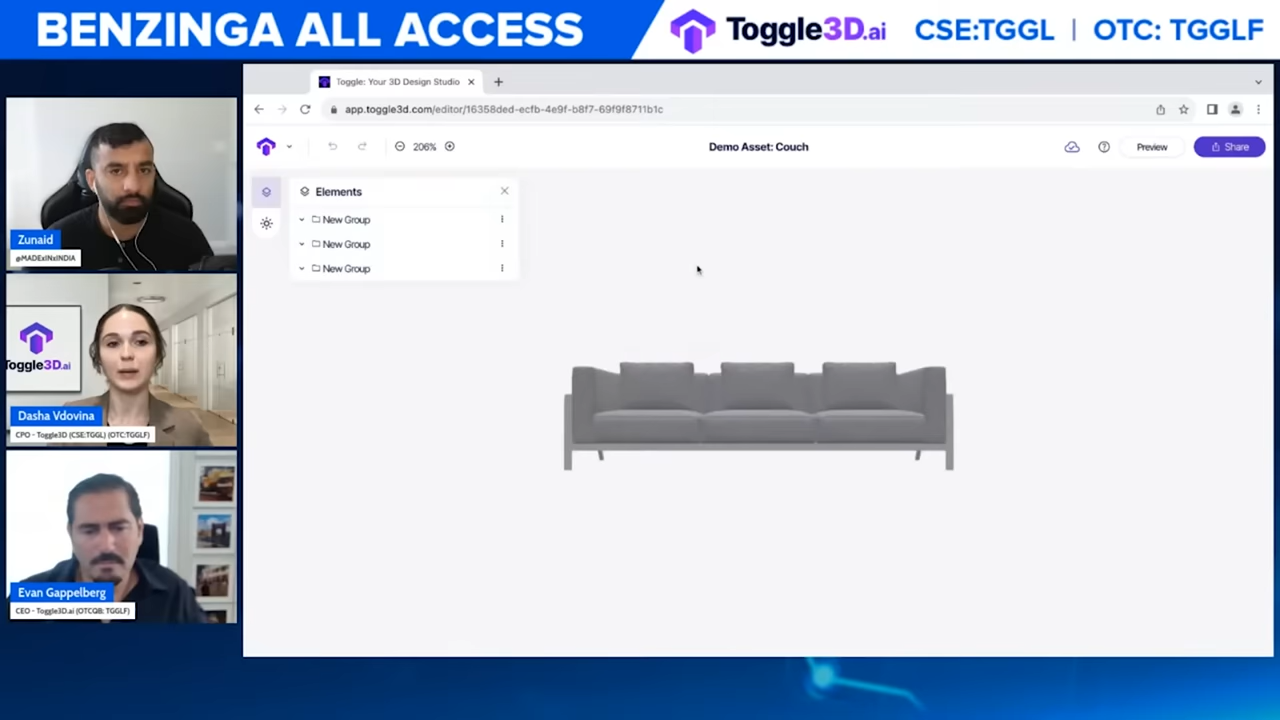 BENZINGA ALL ACCESS
Toggle3D.ai
CSE:TGGL | OTC: TGGLF
Toggle: Your 3D Design Studio
app.toggle3d.com/editor/16358ded-ecfb-4e9f-b8f7-69f9f8711b1c
206%
Demo Asset: Couch
Preview
Share
Elements
New Group
New Group
New Group
Zunaid
@MADExINxINDIA
Toggle3D.ai
Dasha Vdovina
CPO - Toggle3D (CSE:TGGL) (OTC:TGGLF)
Evan Gappelberg
CEO - Toggle3D.ai (OTCQB: TGGLF)